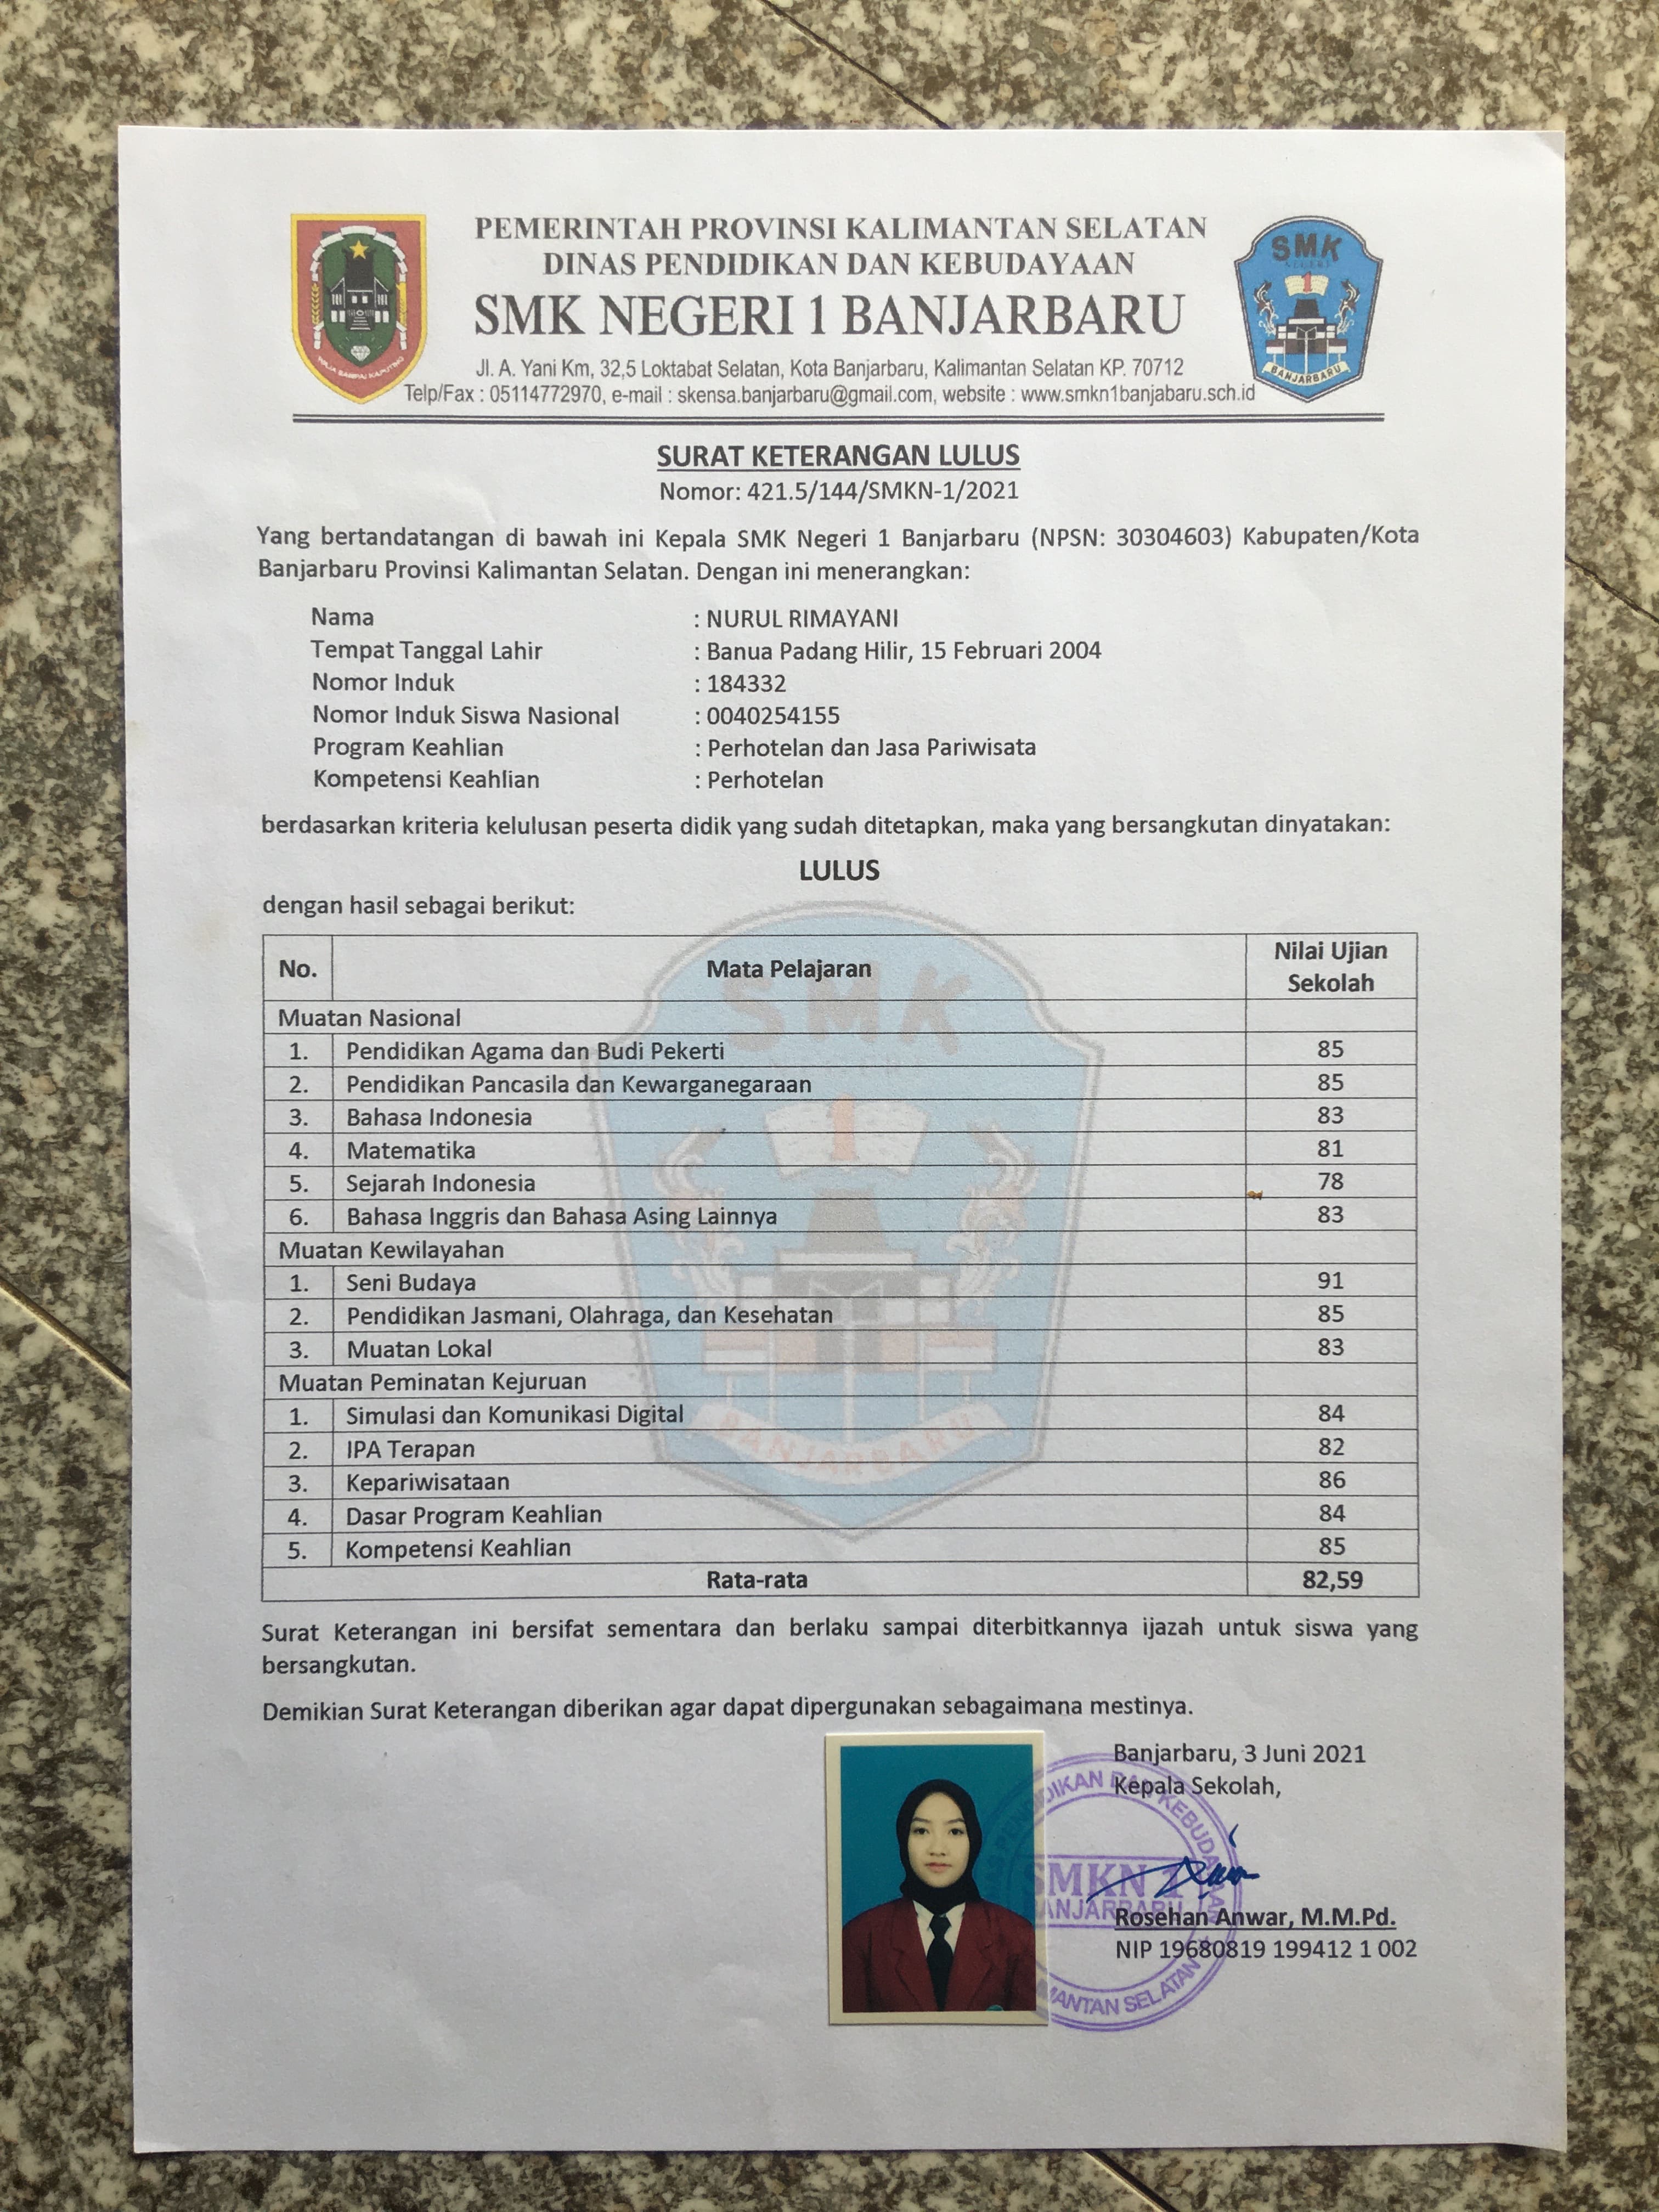 PEMERINTAH PROVINSI KALIMANTAN SELATAN
DINAS PENDIDIKAN DAN KEBUDAYAAN
SMK NEGERI 1 BANJARBARU
Jl. A. Yani Km, 32,5 Loktabat Selatan, Kota Banjarbaru, Kalimantan Selatan KP. 70712
Telp/Fax : 05114772970, e-mail : skensa.banjarbaru@gmail.com, website : www.smkn1banjabaru.sch.id
WAJA SAMPAI KAPUTING
SMK
NEGERI
1
BANJARBARU
SURAT KETERANGAN LULUS
Nomor: 421.5/144/SMKN-1/2021
Yang bertandatangan di bawah ini Kepala SMK Negeri 1 Banjarbaru (NPSN: 30304603) Kabupaten/Kota
Banjarbaru Provinsi Kalimantan Selatan. Dengan ini menerangkan:
Nama : NURUL RIMAYANI
Tempat Tanggal Lahir : Banua Padang Hilir, 15 Februari 2004
Nomor Induk : 184332
Nomor Induk Siswa Nasional : 0040254155
Program Keahlian : Perhotelan dan Jasa Pariwisata
Kompetensi Keahlian : Perhotelan
berdasarkan kriteria kelulusan peserta didik yang sudah ditetapkan, maka yang bersangkutan dinyatakan:
LULUS
dengan hasil sebagai berikut:
No. Mata Pelajaran Nilai Ujian
Sekolah
Muatan Nasional
1. Pendidikan Agama dan Budi Pekerti 85
2. Pendidikan Pancasila dan Kewarganegaraan 85
3. Bahasa Indonesia 83
4. Matematika 81
5. Sejarah Indonesia 78
6. Bahasa Inggris dan Bahasa Asing Lainnya 83
Muatan Kewilayahan
1. Seni Budaya 91
2. Pendidikan Jasmani, Olahraga, dan Kesehatan 85
3. Muatan Lokal 83
Muatan Peminatan Kejuruan
1. Simulasi dan Komunikasi Digital 84
2. IPA Terapan 82
3. Kepariwisataan 86
4. Dasar Program Keahlian 84
5. Kompetensi Keahlian 85
Rata-rata 82,59
SMK
1
BANJARBARU
Surat Keterangan ini bersifat sementara dan berlaku sampai diterbitkannya ijazah untuk siswa yang
bersangkutan.
Demikian Surat Keterangan diberikan agar dapat dipergunakan sebagaimana mestinya.
Banjarbaru, 3 Juni 2021
Kepala Sekolah,
DAN KEBUDAYAAN
SMKN 1
BANJARBARU
SELATAN
Rosehan Anwar, M.M.Pd.
NIP 19680819 199412 1 002